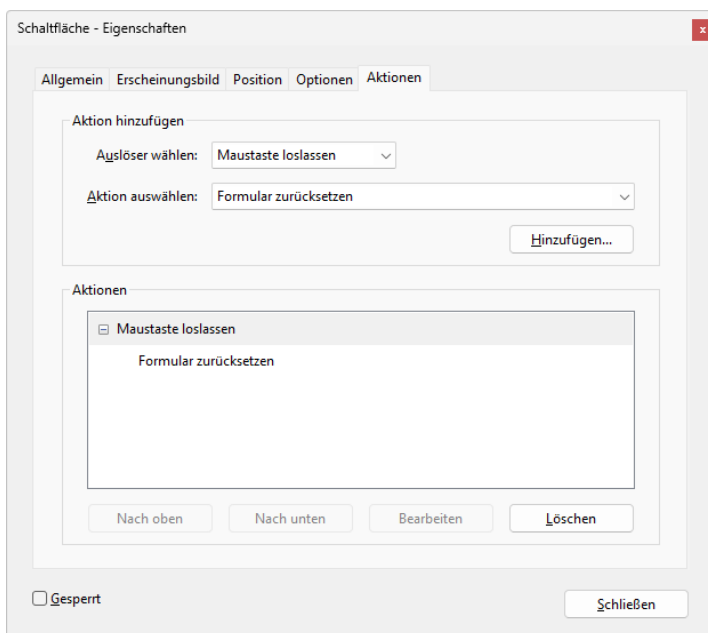 Schaltfläche - Eigenschaften
x
Allgemein Erscheinungsbild Position Optionen Aktionen
Aktion hinzufügen
Auslöser wählen: Maustaste loslassen
Aktion auswählen: Formular zurücksetzen
Hinzufügen...
Aktionen
Maustaste loslassen
Formular zurücksetzen
Nach oben Nach unten Bearbeiten Löschen
Gesperrt
Schließen